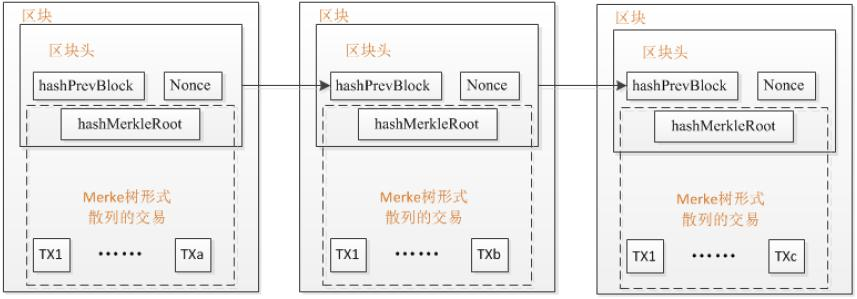 区块
区块头
hashPrevBlock
Nonce
hashMerkleRoot
Merke树形式
散列的交易
TX1
……
TXa
区块
区块头
hashPrevBlock
Nonce
hashMerkleRoot
Merke树形式
散列的交易
TX1
……
TXb
区块
区块头
hashPrevBlock
Nonce
hashMerkleRoot
Merke树形式
散列的交易
TX1
……
TXc